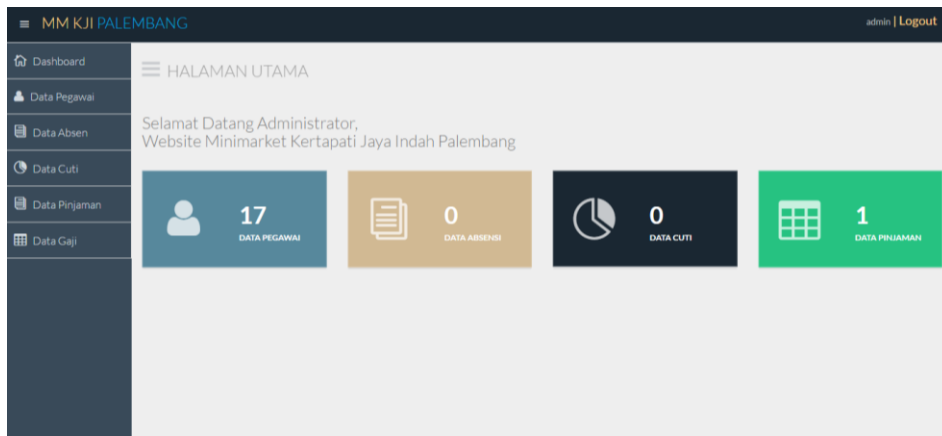 MM KJI PALEMBANG
admin | Logout
Dashboard
Data Pegawai
Data Absen
Data Cuti
Data Pinjaman
Data Gaji
HALAMAN UTAMA
Selamat Datang Administrator,
Website Minimarket Kertapati Jaya Indah Palembang
17
DATA PEGAWAI
0
DATA ABSENSI
0
DATA CUTI
1
DATA PINJAMAN